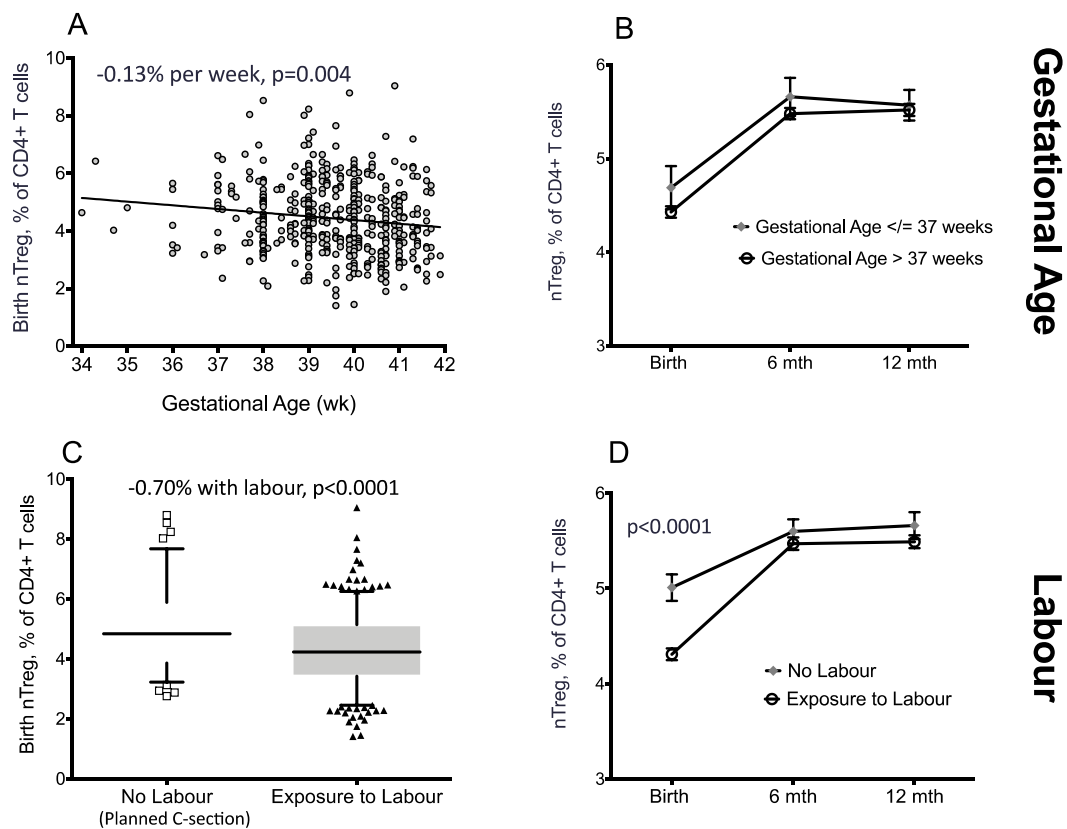 A
10
8
6
4
2
0
-0.13% per week, p=0.004
Birth nTreg, % of CD4+ T cells
34 35 36 37 38 39 40 41 42
Gestational Age (wk)
B
6
5
4
3
nTreg, % of CD4+ T cells
Gestational Age </= 37 weeks
Gestational Age > 37 weeks
Birth 6 mth 12 mth
Gestational Age
C
10
8
6
4
2
0
-0.70% with labour, p<0.0001
Birth nTreg, % of CD4+ T cells
No Labour Exposure to Labour
(Planned C-section)
D
6
5
4
3
p<0.0001
nTreg, % of CD4+ T cells
No Labour
Exposure to Labour
Birth 6 mth 12 mth
Labour